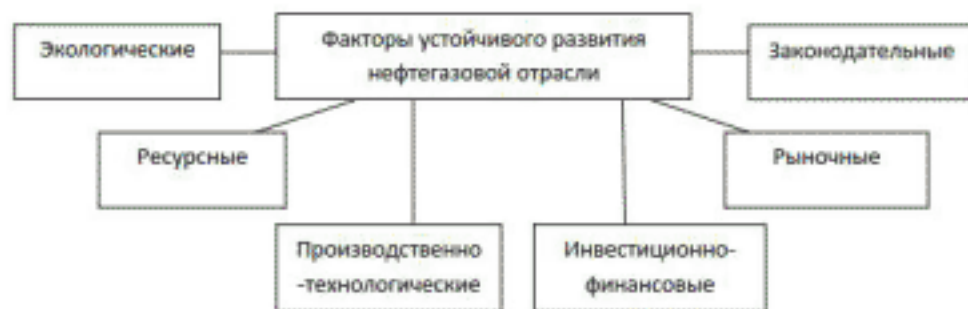 Экологические
Факторы устойчивого развития
нефтегазовой отрасли
Законодательные
Ресурсные
Рыночные
Производственно
-технологические
Инвестиционно-
финансовые